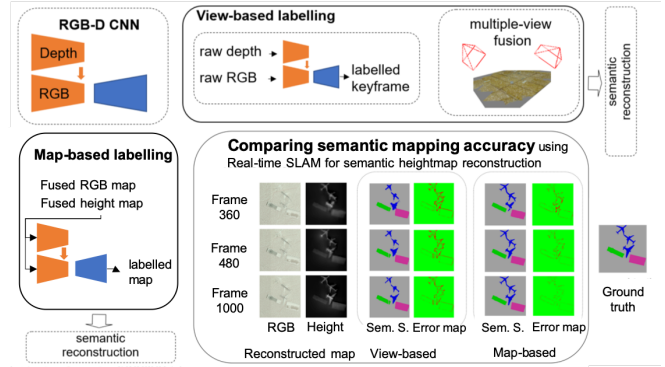 RGB-D CNN
Depth
RGB
View-based labelling
raw depth
raw RGB
labelled
keyframe
multiple-view
fusion
semantic
reconstruction
Map-based labelling
Fused RGB map
Fused height map
labelled
map
semantic
reconstruction
Comparing semantic mapping accuracy using
Real-time SLAM for semantic heightmap reconstruction
Frame
360
Frame
480
Frame
1000
RGB Height Sem. S. Error map Sem. S. Error map
Reconstructed map View-based Map-based
Ground
truth